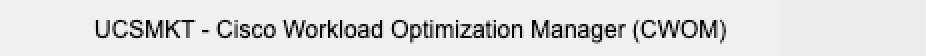 UCSMKT - Cisco Workload Optimization Manager (CWOM)